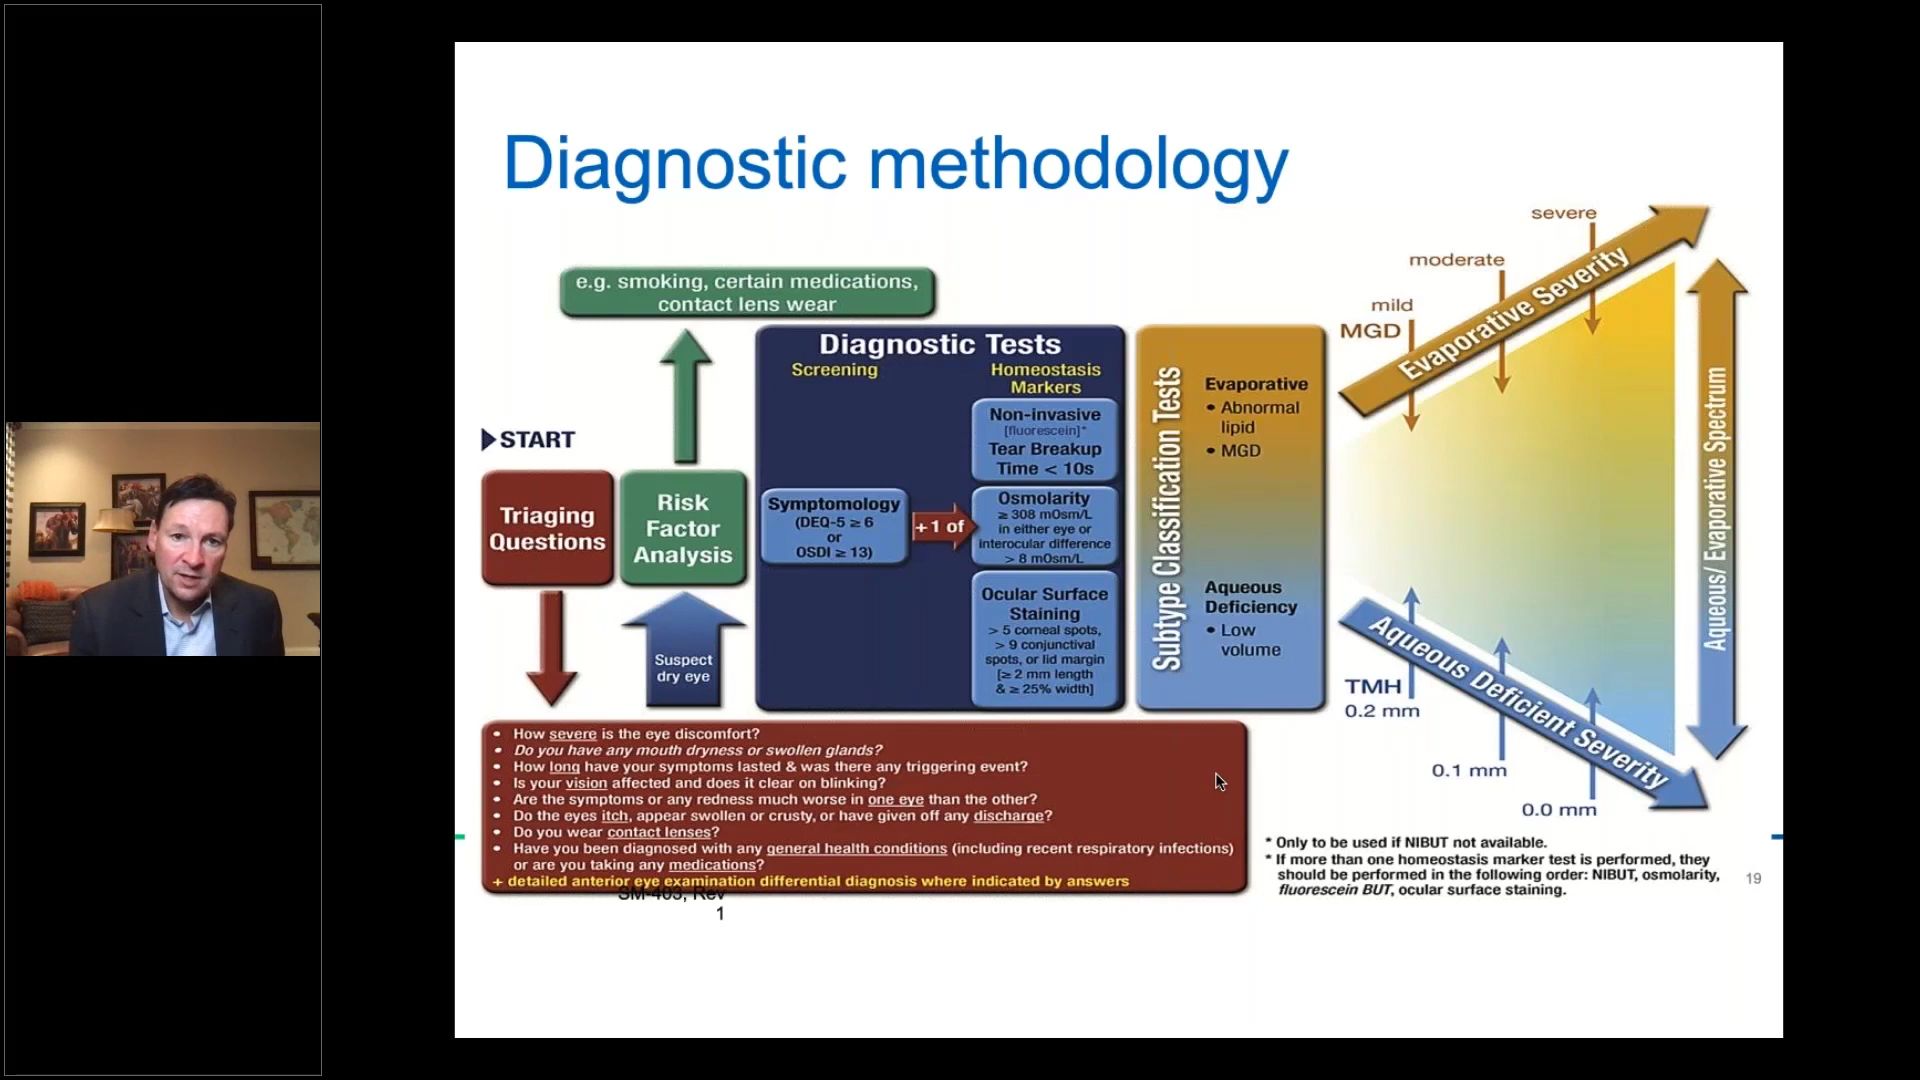 Diagnostic methodology
e.g. smoking, certain medications,
contact lens wear
START
Triaging
Questions
Risk
Factor
Analysis
Suspect
dry eye
Diagnostic Tests
Screening
Symptomology
(DEQ-5 ≥ 6
or
OSDI ≥ 13)
+1 of
Homeostasis
Markers
Non-invasive
[fluorescein]*
Tear Breakup
Time < 10s
Osmolarity
≥ 308 mOsm/L
in either eye or
interocular difference
> 8 mOsm/L
Ocular Surface
Staining
> 5 corneal spots,
> 9 conjunctival
spots, or lid margin
[≥ 2 mm length
& ≥ 25% width]
Subtype Classification Tests
Evaporative
• Abnormal
lipid
• MGD
Aqueous
Deficiency
• Low
volume
severe
moderate
mild
MGD
Evaporative Severity
Aqueous/ Evaporative Spectrum
Aqueous Deficient Severity
TMH
0.2 mm
0.1 mm
0.0 mm
• How severe is the eye discomfort?
• Do you have any mouth dryness or swollen glands?
• How long have your symptoms lasted & was there any triggering event?
• Is your vision affected and does it clear on blinking?
• Are the symptoms or any redness much worse in one eye than the other?
• Do the eyes itch, appear swollen or crusty, or have given off any discharge?
• Do you wear contact lenses?
• Have you been diagnosed with any general health conditions (including recent respiratory infections)
or are you taking any medications?
+ detailed anterior eye examination differential diagnosis where indicated by answers
SM-403, Rev
1
* Only to be used if NIBUT not available.
* If more than one homeostasis marker test is performed, they
should be performed in the following order: NIBUT, osmolarity,
fluorescein BUT, ocular surface staining.
19